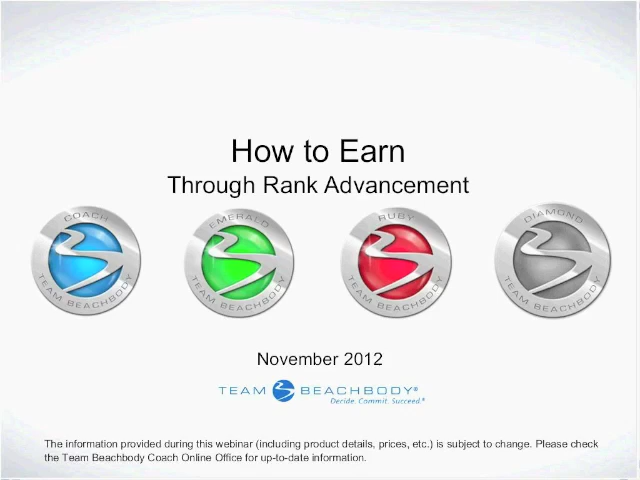 How to Earn
Through Rank Advancement
COACH
TEAM BEACHBODY
EMERALD
TEAM BEACHBODY
RUBY
TEAM BEACHBODY
DIAMOND
TEAM BEACHBODY
November 2012
TEAM BEACHBODY®
Decide. Commit. Succeed.®
The information provided during this webinar (including product details, prices, etc.) is subject to change. Please check
the Team Beachbody Coach Online Office for up-to-date information.